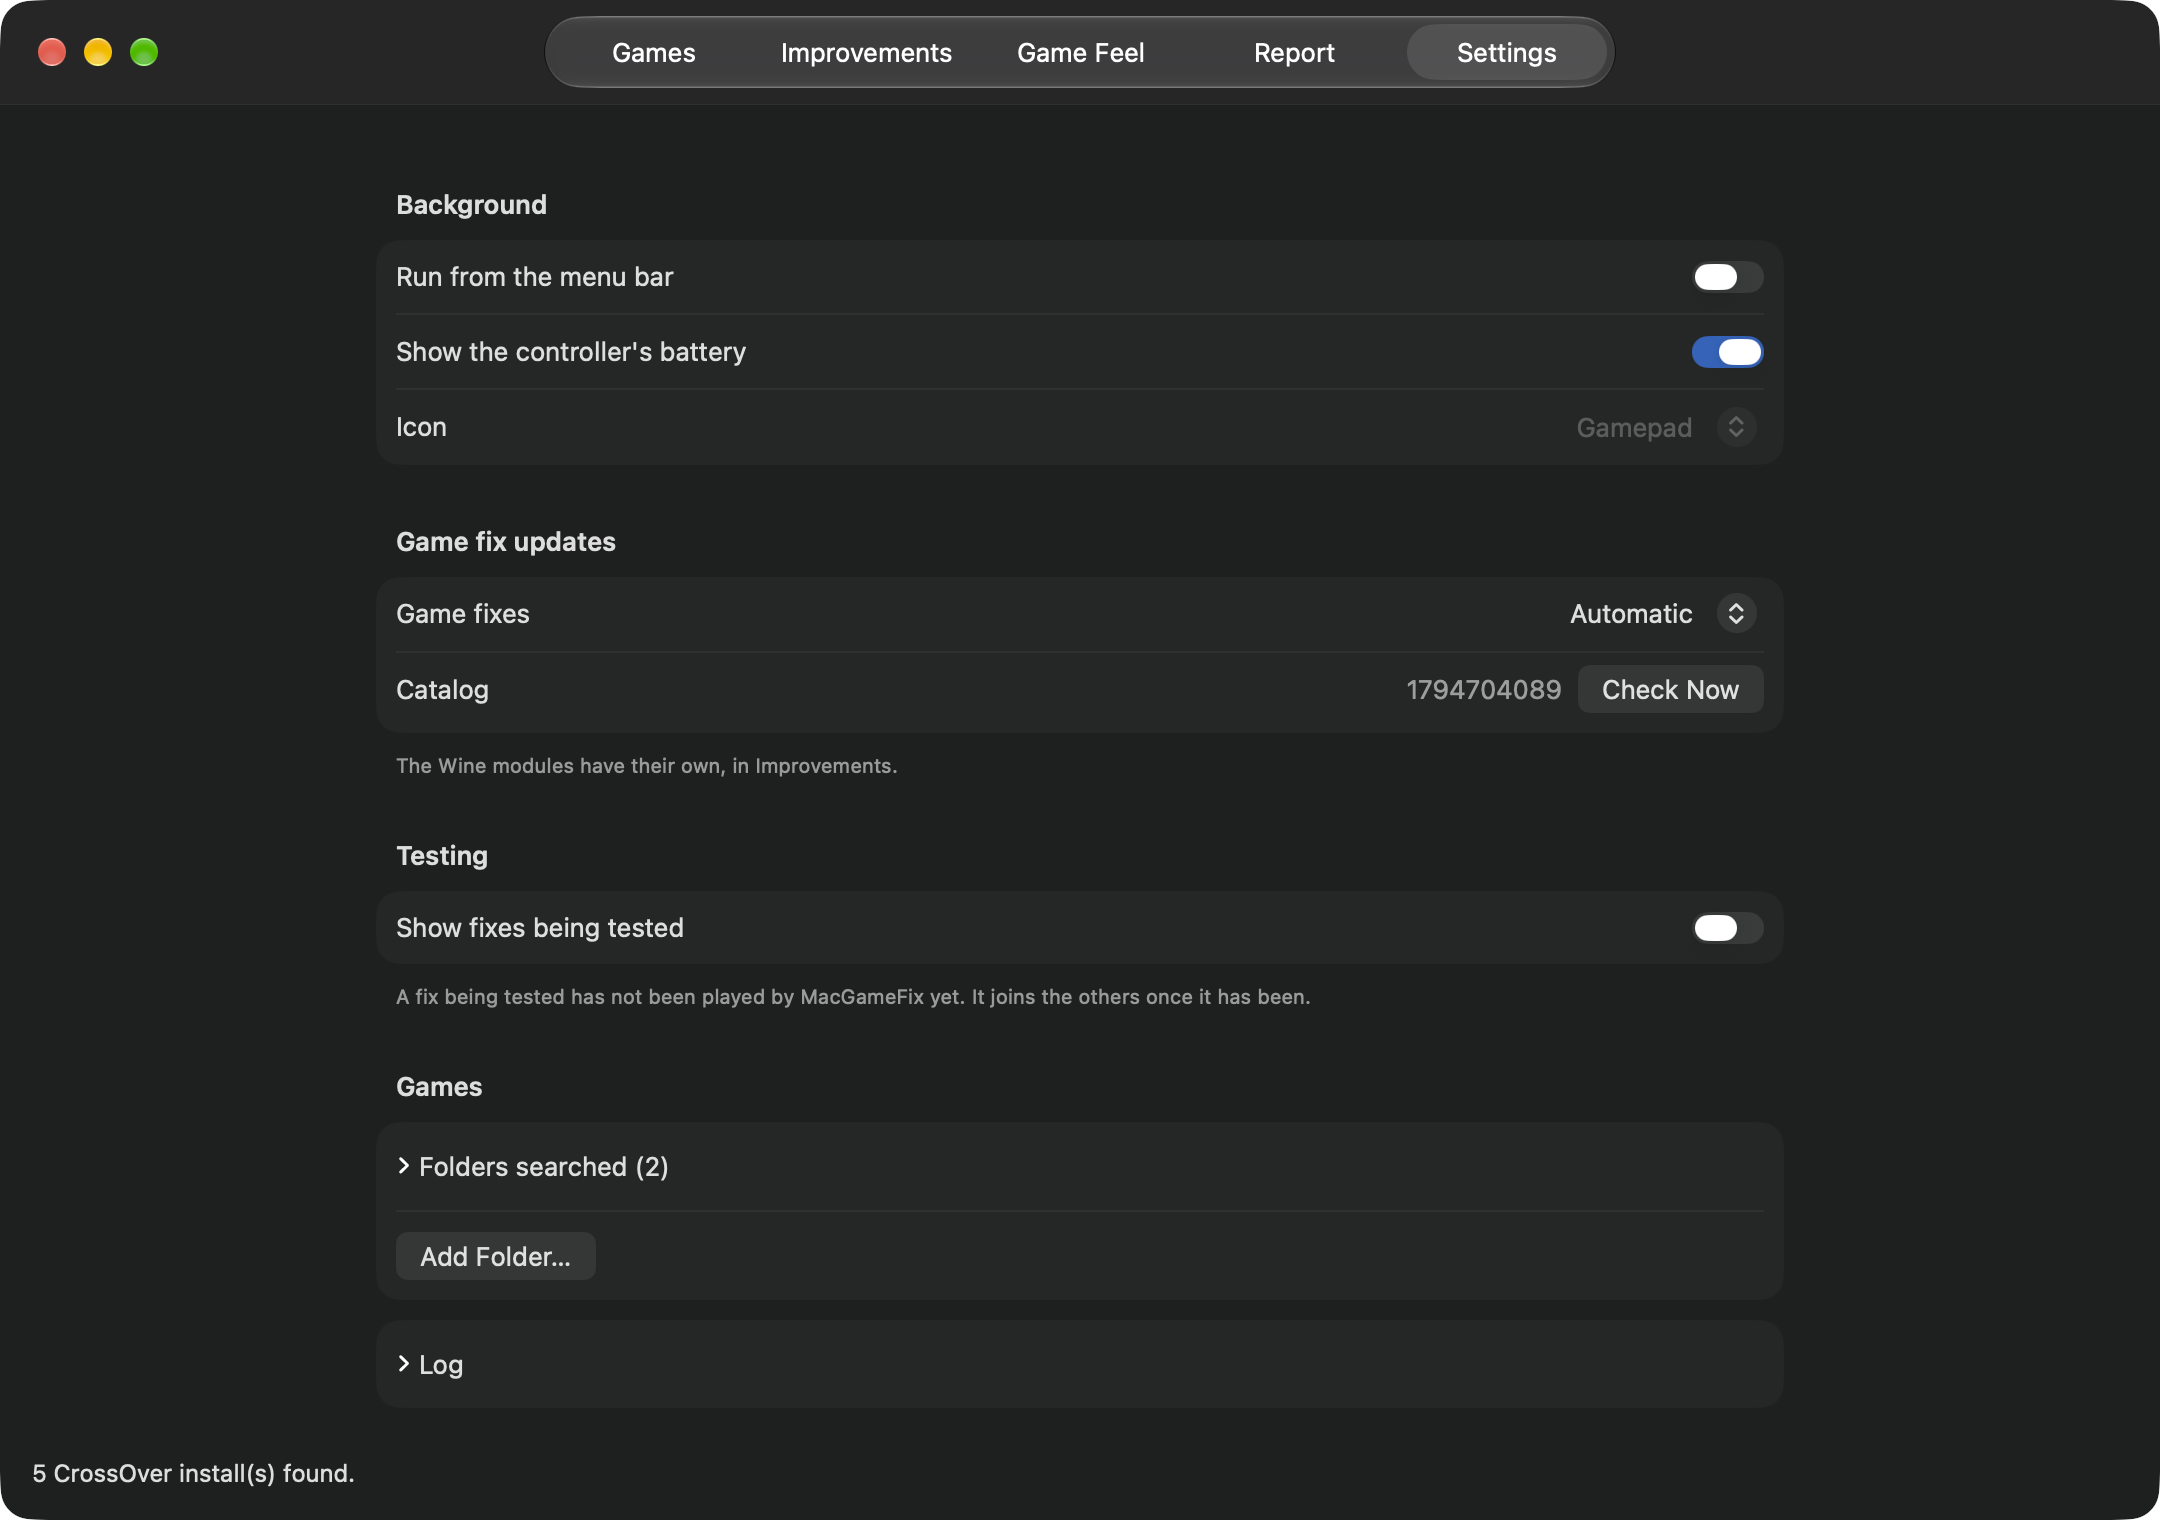 Games Improvements Game Feel Report Settings
Background
Run from the menu bar
Show the controller's battery
Icon Gamepad
Game fix updates
Game fixes Automatic
Catalog 1794704089 Check Now
The Wine modules have their own, in Improvements.
Testing
Show fixes being tested
A fix being tested has not been played by MacGameFix yet. It joins the others once it has been.
Games
Folders searched (2)
Add Folder...
Log
5 CrossOver install(s) found.